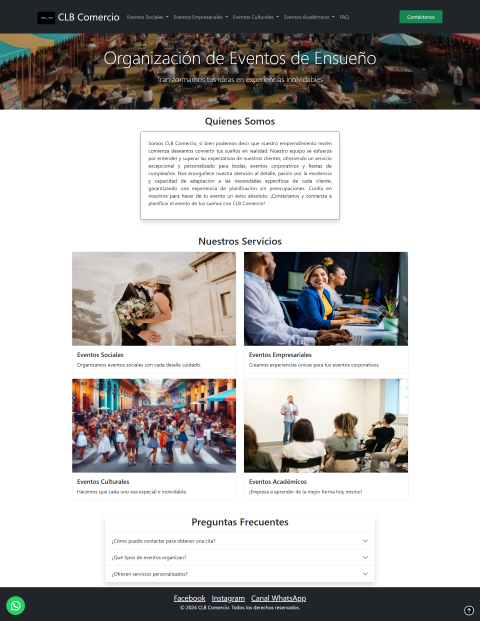 CLB Comercio Eventos Sociales Eventos Empresariales Eventos Culturales Eventos Académicos FAQ Contáctanos
Organización de Eventos de Ensueño
Transformamos tus ideas en experiencias inolvidables
Quienes Somos
Somos CLB Comercio, si bien podemos decir que nuestro emprendimiento recién
comienza deseamos convertir tus sueños en realidad. Nuestro equipo se esfuerza
por entender y superar las expectativas de nuestros clientes, ofreciendo un servicio
excepcional y personalizado para bodas, eventos corporativos y fiestas de
cumpleaños. Nos enorgullece nuestra atención al detalle, pasión por la excelencia
y capacidad de adaptación a las necesidades específicas de cada cliente,
garantizando una experiencia de planificación sin preocupaciones. Confía en
nosotros para hacer de tu evento un éxito absoluto. ¡Contáctanos y comienza a
planificar el evento de tus sueños con CLB Comercio!
Nuestros Servicios
Eventos Sociales
Organizamos eventos sociales con cada detalle cuidado.
Eventos Empresariales
Creamos experiencias únicas para tus eventos corporativos.
Eventos Culturales
Hacemos que cada uno sea especial e inolvidable.
Eventos Académicos
¡Empieza a aprender de la mejor forma hoy mismo!
Preguntas Frecuentes
¿Cómo puedo contactar para obtener una cita?
¿Qué tipos de eventos organizan?
¿Ofrecen servicios personalizados?
Facebook Instagram Canal WhatsApp
© 2024 CLB Comercio. Todos los derechos reservados.